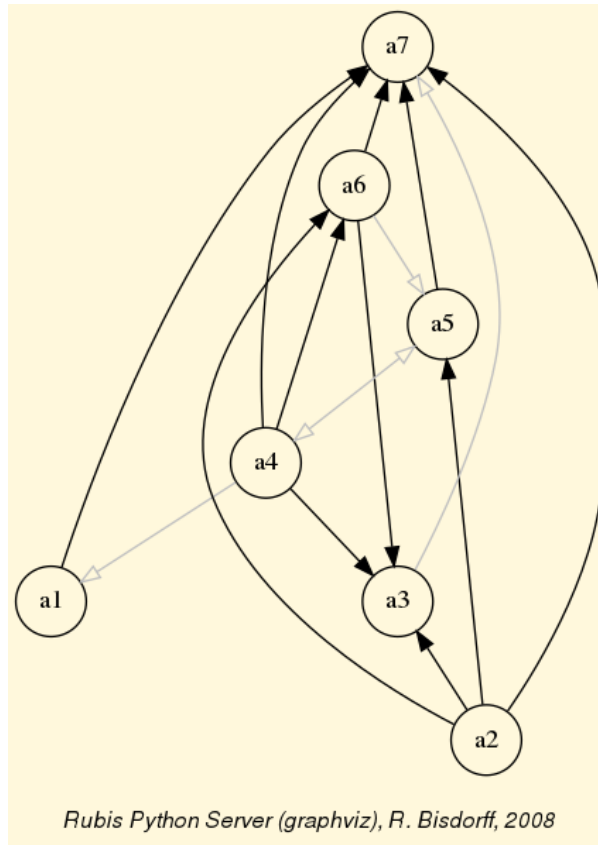 a7
a6
a5
a4
a1
a3
a2
Rubis Python Server (graphviz), R. Bisdorff, 2008